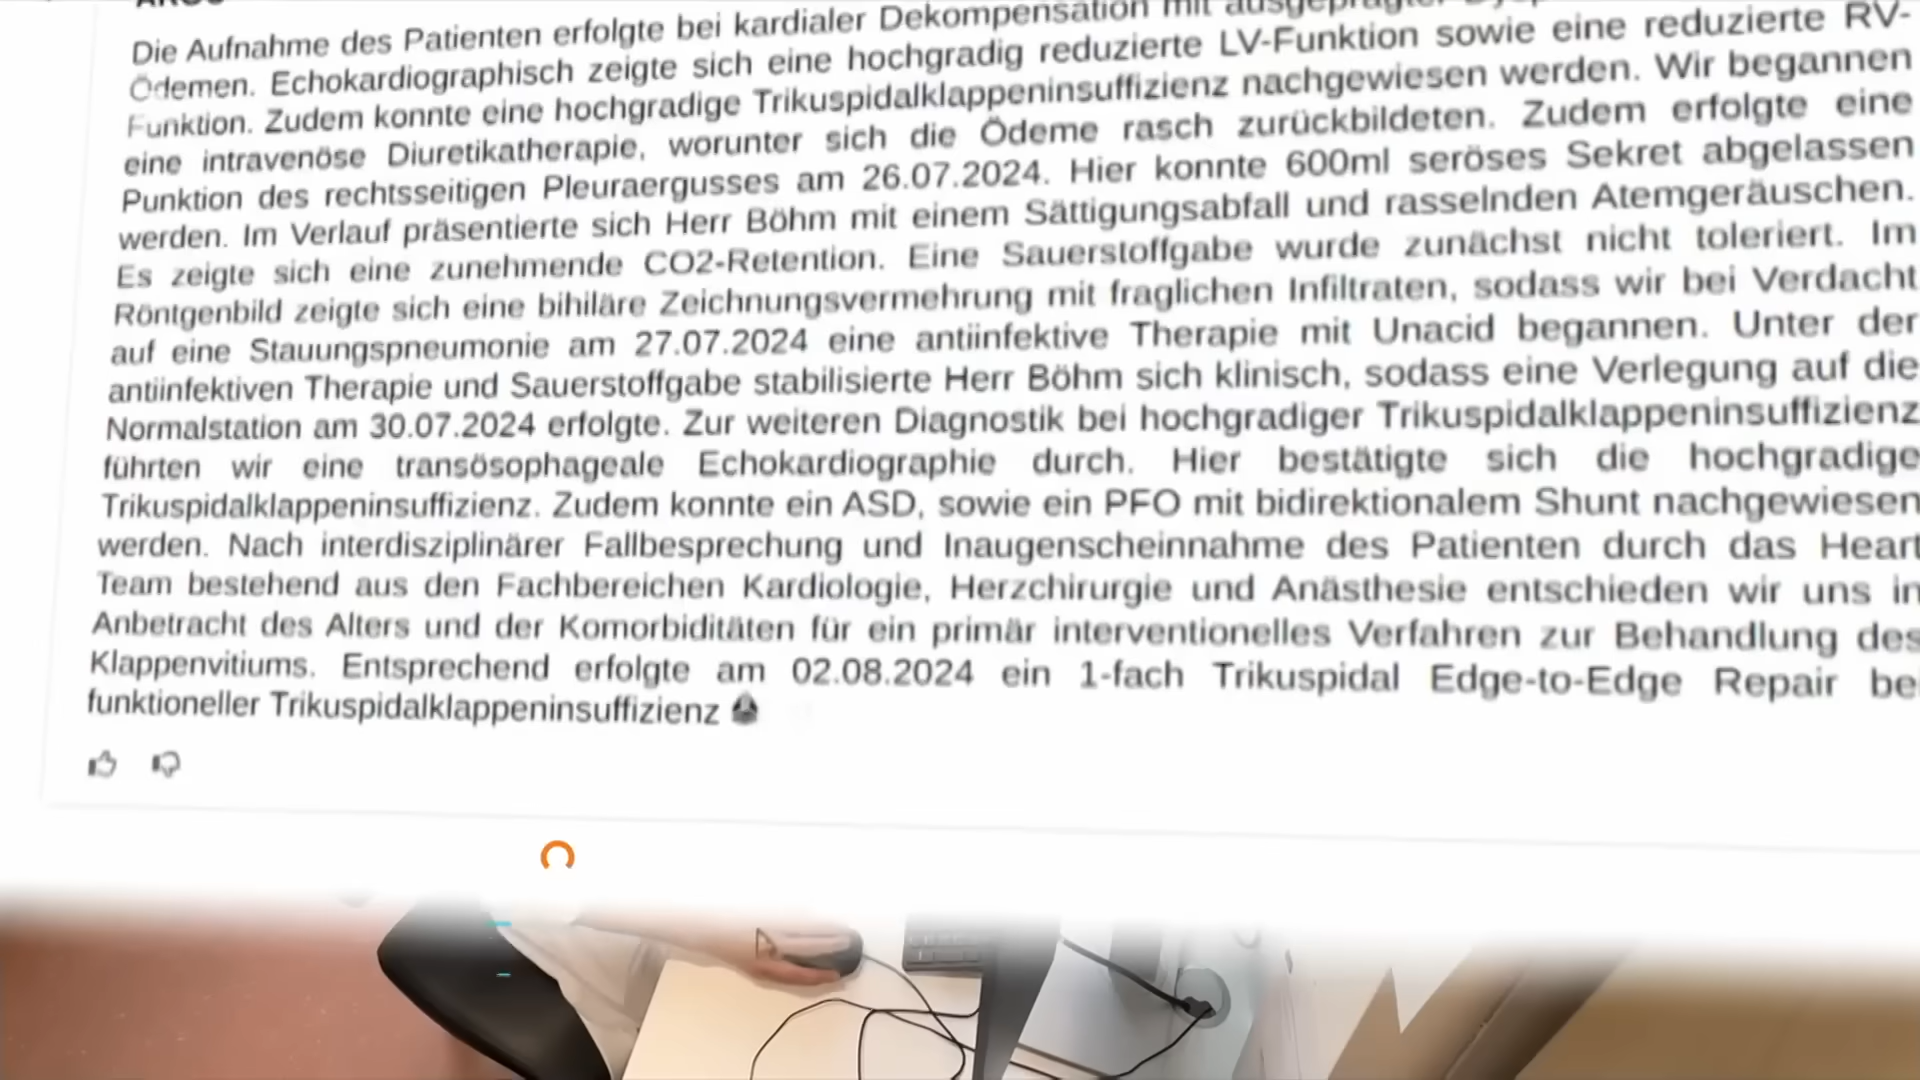 Die Aufnahme des Patienten erfolgte bei kardialer Dekompensation mit ausgeprägter
Ödemen. Echokardiographisch zeigte sich eine hochgradig reduzierte LV-Funktion sowie eine reduzierte RV-
Funktion. Zudem konnte eine hochgradige Trikuspidalklappeninsuffizienz nachgewiesen werden. Wir begannen
eine intravenöse Diuretikatherapie, worunter sich die Ödeme rasch zurückbildeten. Zudem erfolgte eine
Punktion des rechtsseitigen Pleuraergusses am 26.07.2024. Hier konnte 600ml seröses Sekret abgelassen
werden. Im Verlauf präsentierte sich Herr Böhm mit einem Sättigungsabfall und rasselnden Atemgeräuschen.
Es zeigte sich eine zunehmende CO2-Retention. Eine Sauerstoffgabe wurde zunächst nicht toleriert. Im
Röntgenbild zeigte sich eine bihiläre Zeichnungsvermehrung mit fraglichen Infiltraten, sodass wir bei Verdacht
auf eine Stauungspneumonie am 27.07.2024 eine antiinfektive Therapie mit Unacid begannen. Unter der
antiinfektiven Therapie und Sauerstoffgabe stabilisierte Herr Böhm sich klinisch, sodass eine Verlegung auf die
Normalstation am 30.07.2024 erfolgte. Zur weiteren Diagnostik bei hochgradiger Trikuspidalklappeninsuffizienz
führten wir eine transösophageale Echokardiographie durch. Hier bestätigte sich die hochgradige
Trikuspidalklappeninsuffizienz. Zudem konnte ein ASD, sowie ein PFO mit bidirektionalem Shunt nachgewiesen
werden. Nach interdisziplinärer Fallbesprechung und Inaugenscheinnahme des Patienten durch das Heart
Team bestehend aus den Fachbereichen Kardiologie, Herzchirurgie und Anästhesie entschieden wir uns in
Anbetracht des Alters und der Komorbiditäten für ein primär interventionelles Verfahren zur Behandlung des
Klappenvitiums. Entsprechend erfolgte am 02.08.2024 ein 1-fach Trikuspidal Edge-to-Edge Repair bei
funktioneller Trikuspidalklappeninsuffizienz